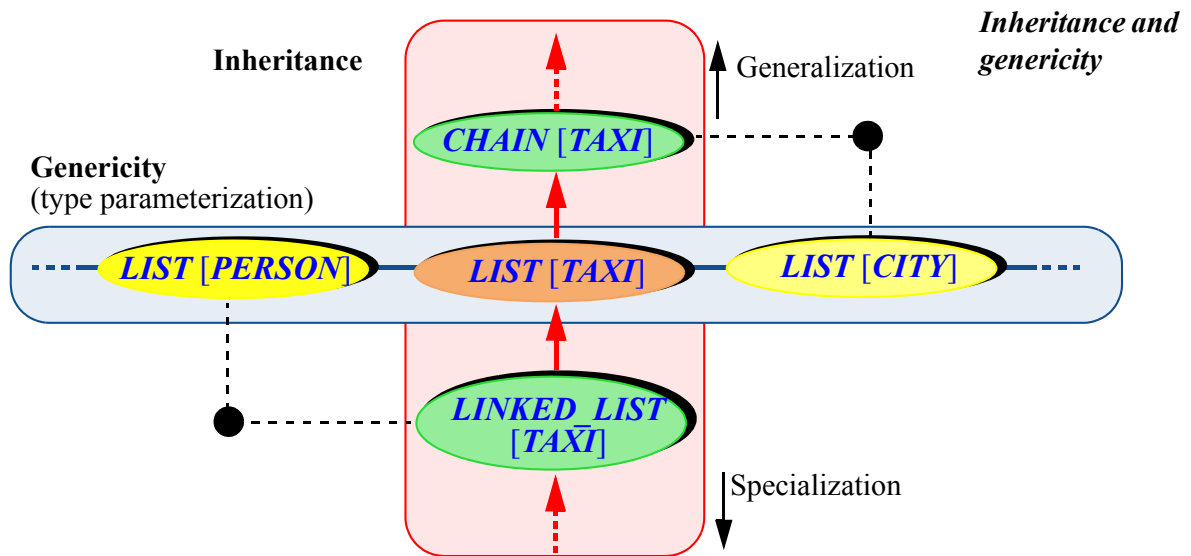 Inheritance and
genericity
Inheritance
Generalization
CHAIN [TAXI]
Genericity
(type parameterization)
LIST [PERSON]
LIST [TAXI]
LIST [CITY]
LINKED_LIST
[TAXI]
Specialization